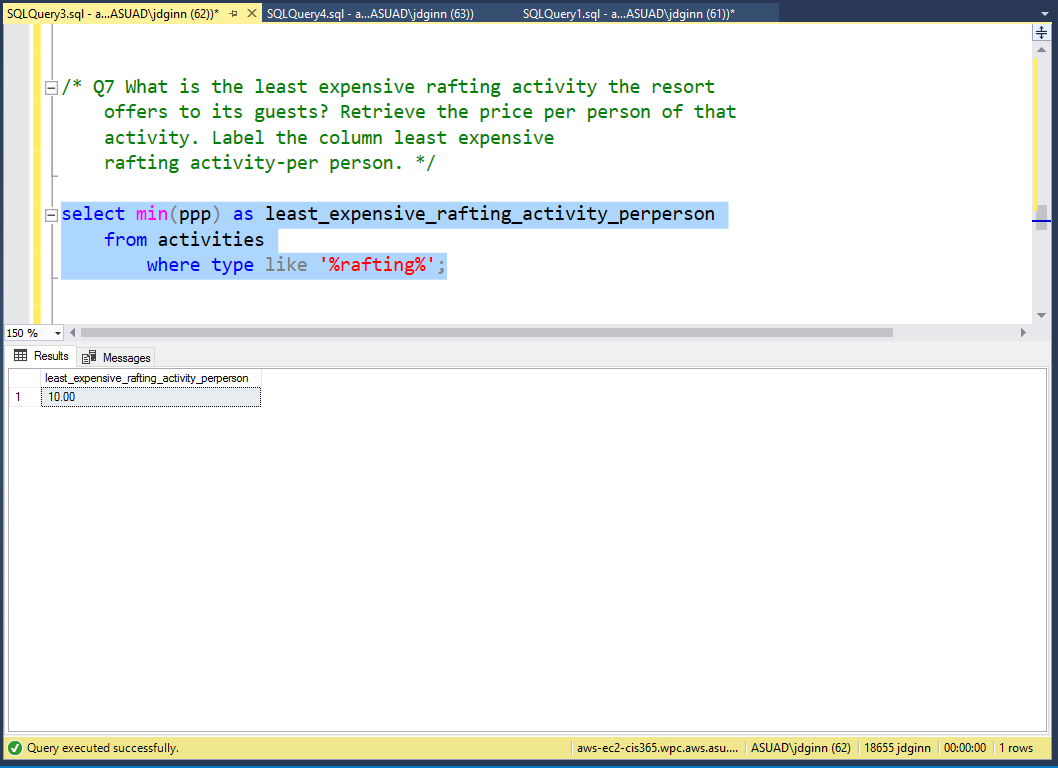 SQLQuery3.sql - a...ASUAD\jdginn (62))* SQLQuery4.sql - a...ASUAD\jdginn (63)) SQLQuery1.sql - a...ASUAD\jdginn (61))*
/* Q7 What is the least expensive rafting activity the resort
offers to its guests? Retrieve the price per person of that
activity. Label the column least expensive
rafting activity-per person. */
select min(ppp) as least_expensive_rafting_activity_perperson
from activities
where type like '%rafting%';
150 %
Results Messages
least_expensive_rafting_activity_perperson
1 10.00
Query executed successfully. aws-ec2-cis365.wpc.aws.asu.... ASUAD\jdginn (62) 18655 jdginn 00:00:00 1 rows